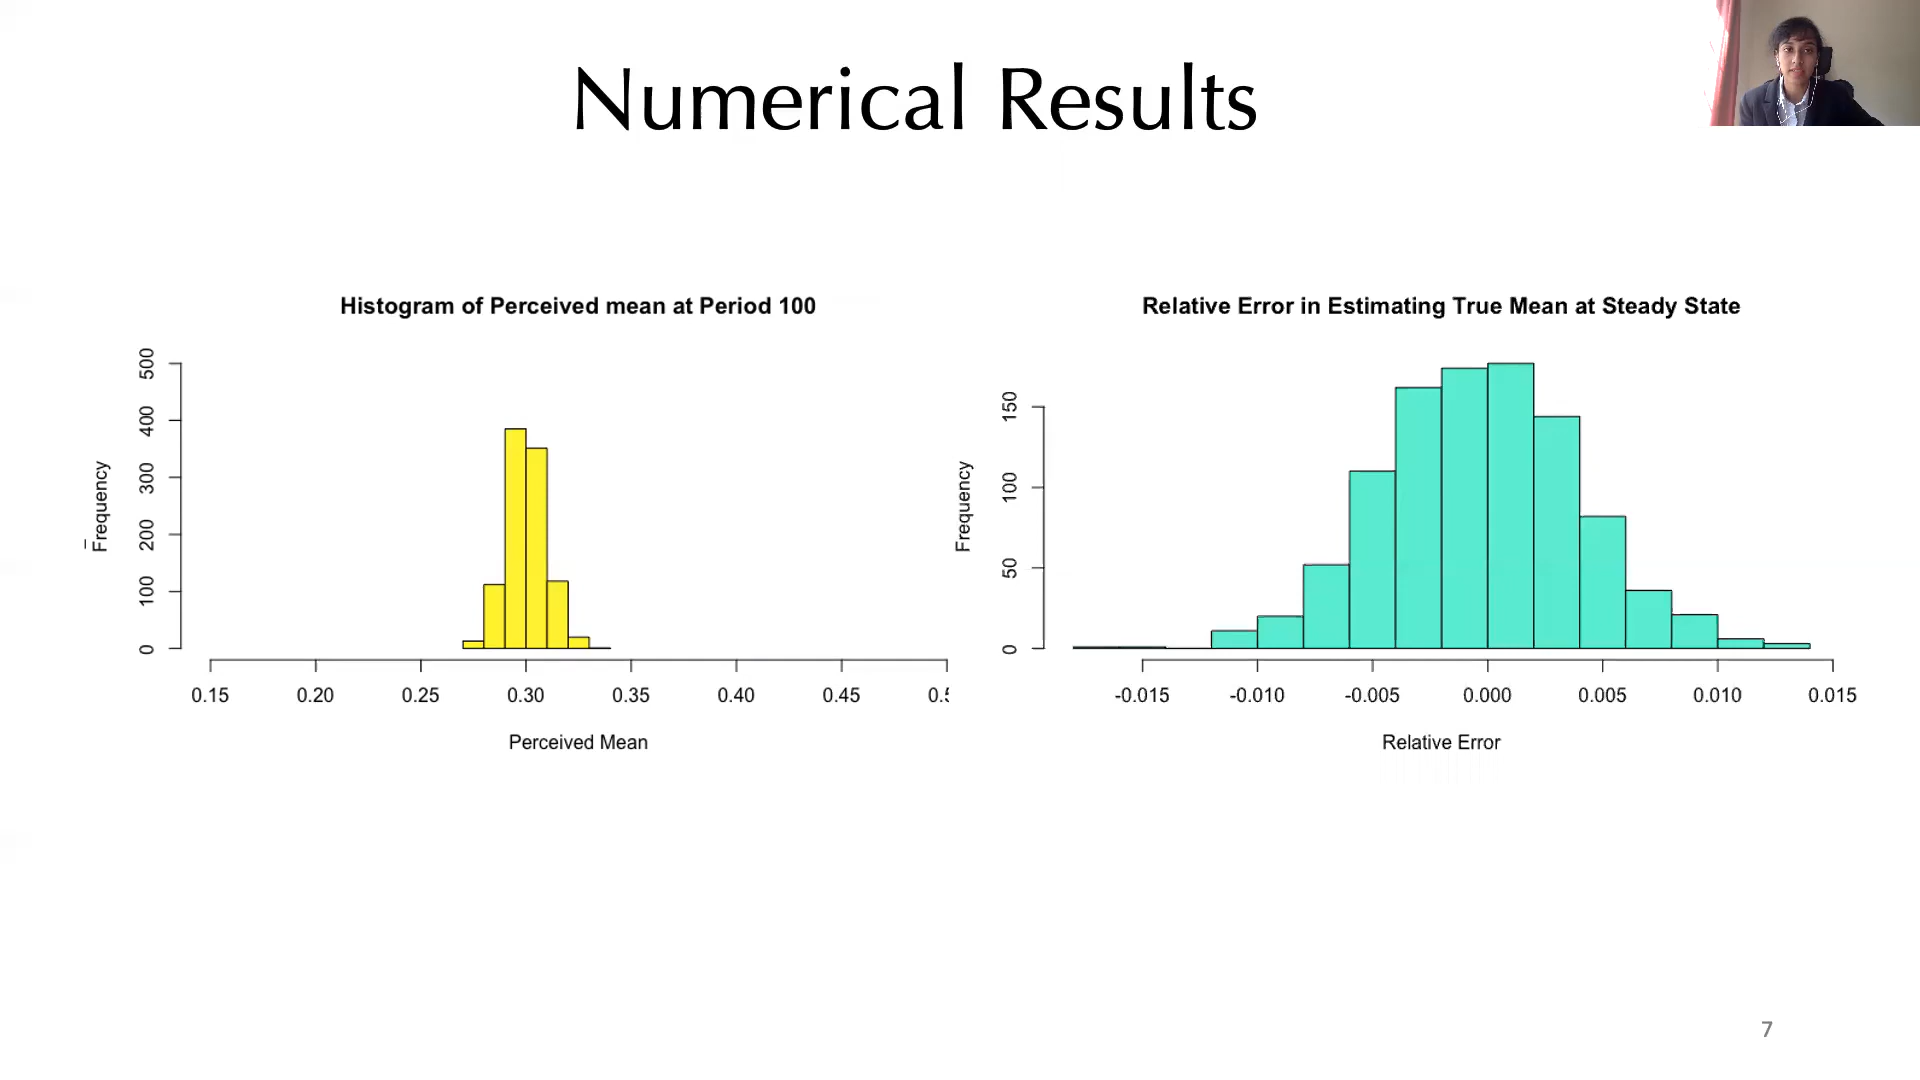 Numerical Results
Histogram of Perceived mean at Period 100
Frequency
0 100 200 300 400 500
0.15 0.20 0.25 0.30 0.35 0.40 0.45
Perceived Mean
Relative Error in Estimating True Mean at Steady State
Frequency
0 50 100 150
-0.015 -0.010 -0.005 0.000 0.005 0.010 0.015
Relative Error
7